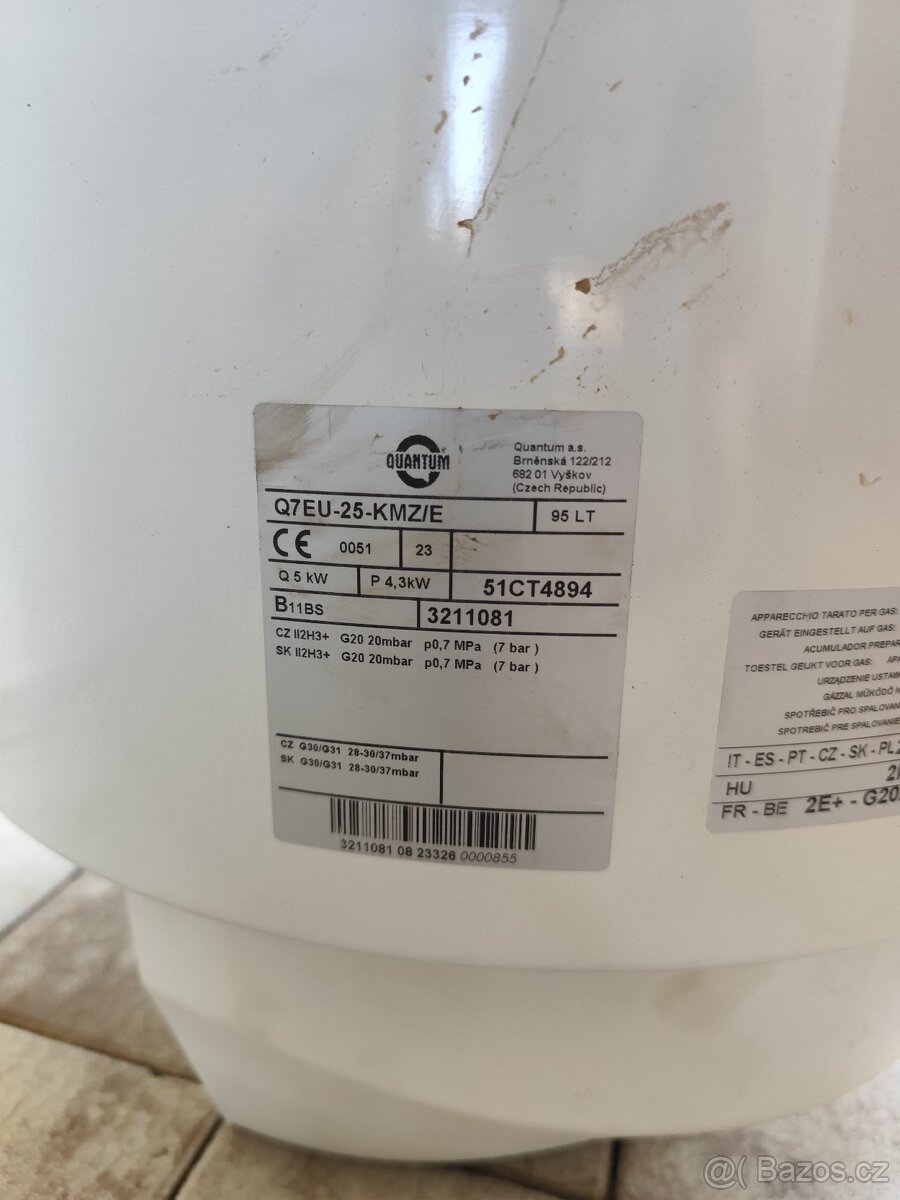 QUANTUM
Quantum a.s.
Brněnská 122/212
682 01 Vyškov
(Czech Republic)
Q7EU-25-KMZ/E
95 LT
CE 0051 23
Q 5 kW P 4,3kW 51CT4894
B11BS 3211081
CZ II2H3+ G20 20mbar p0,7 MPa (7 bar )
SK II2H3+ G20 20mbar p0,7 MPa (7 bar )
CZ G30/G31 28-30/37mbar
SK G30/G31 28-30/37mbar
3211081 08 23326 0000855
APPARECCHIO TARATO PER GAS:
GERÄT EINGESTELLT AUF GAS:
ACUMULADOR
TOESTEL GEIJKT VOOR GAS:
URZĄDZENIE
GÁZZAL MŰKÖDŐ
SPOTŘEBIČ PRO
SPOTREBIČ PRE
IT - ES - PT - CZ - SK - PL
HU
FR - BE 2E+ - G20
@( Bazos.cz